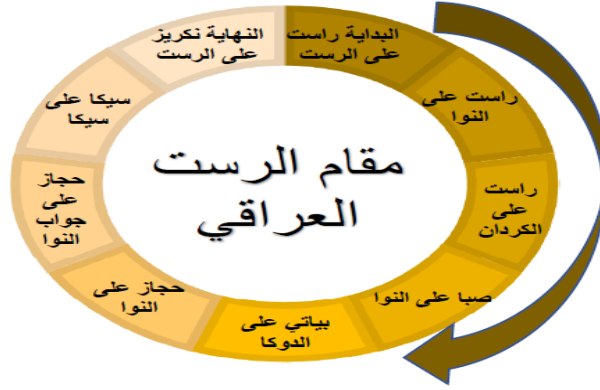 مقام الرست
العراقي
البداية راست
على الرست
راست على
النوا
راست
على
الكردان
صبا على النوا
بياتي على
الدوكا
حجاز على
النوا
حجاز
على
جواب
النوا
سيكا على
سيكا
النهاية نكريز
على الرست